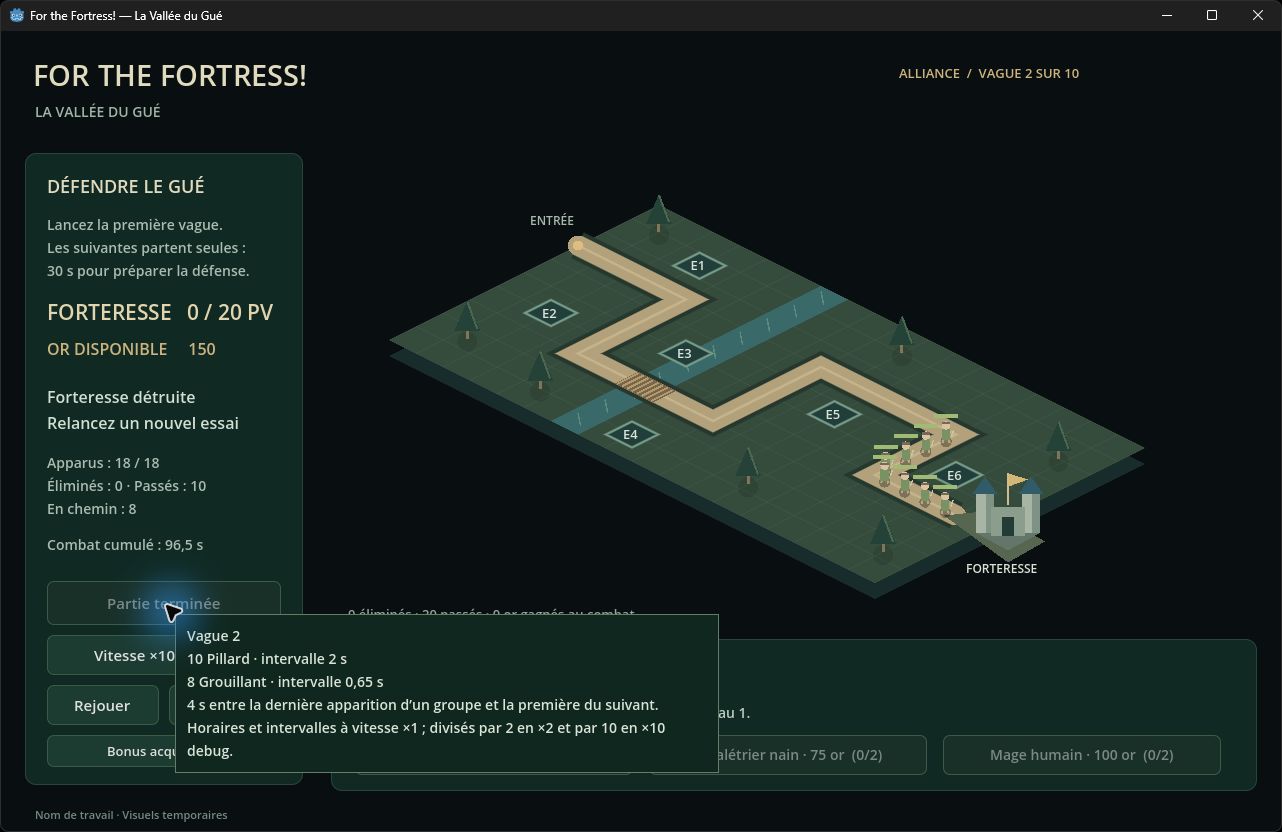 For the Fortress! — La Vallée du Gué
FOR THE FORTRESS!
ALLIANCE / VAGUE 2 SUR 10
LA VALLÉE DU GUÉ
DÉFENDRE LE GUÉ
Lancez la première vague.
Les suivantes partent seules :
30 s pour préparer la défense.
FORTERESSE 0 / 20 PV
OR DISPONIBLE 150
Forteresse détruite
Relancez un nouvel essai
Apparus : 18 / 18
Éliminés : 0 · Passés : 10
En chemin : 8
Combat cumulé : 96,5 s
Partie terminée
Vitesse ×10
Rejouer
Bonus acqu
ENTRÉE
E1
E2
E3
E5
E4
E6
FORTERESSE
0 éliminés · 20 passés · 0 or gagnés au combat
Vague 2
10 Pillard · intervalle 2 s
8 Grouillant · intervalle 0,65 s
4 s entre la dernière apparition d’un groupe et la première du suivant.
Horaires et intervalles à vitesse ×1 ; divisés par 2 en ×2 et par 10 en ×10
debug.
au 1.
alétrier nain · 75 or (0/2)
Mage humain · 100 or (0/2)
Nom de travail · Visuels temporaires